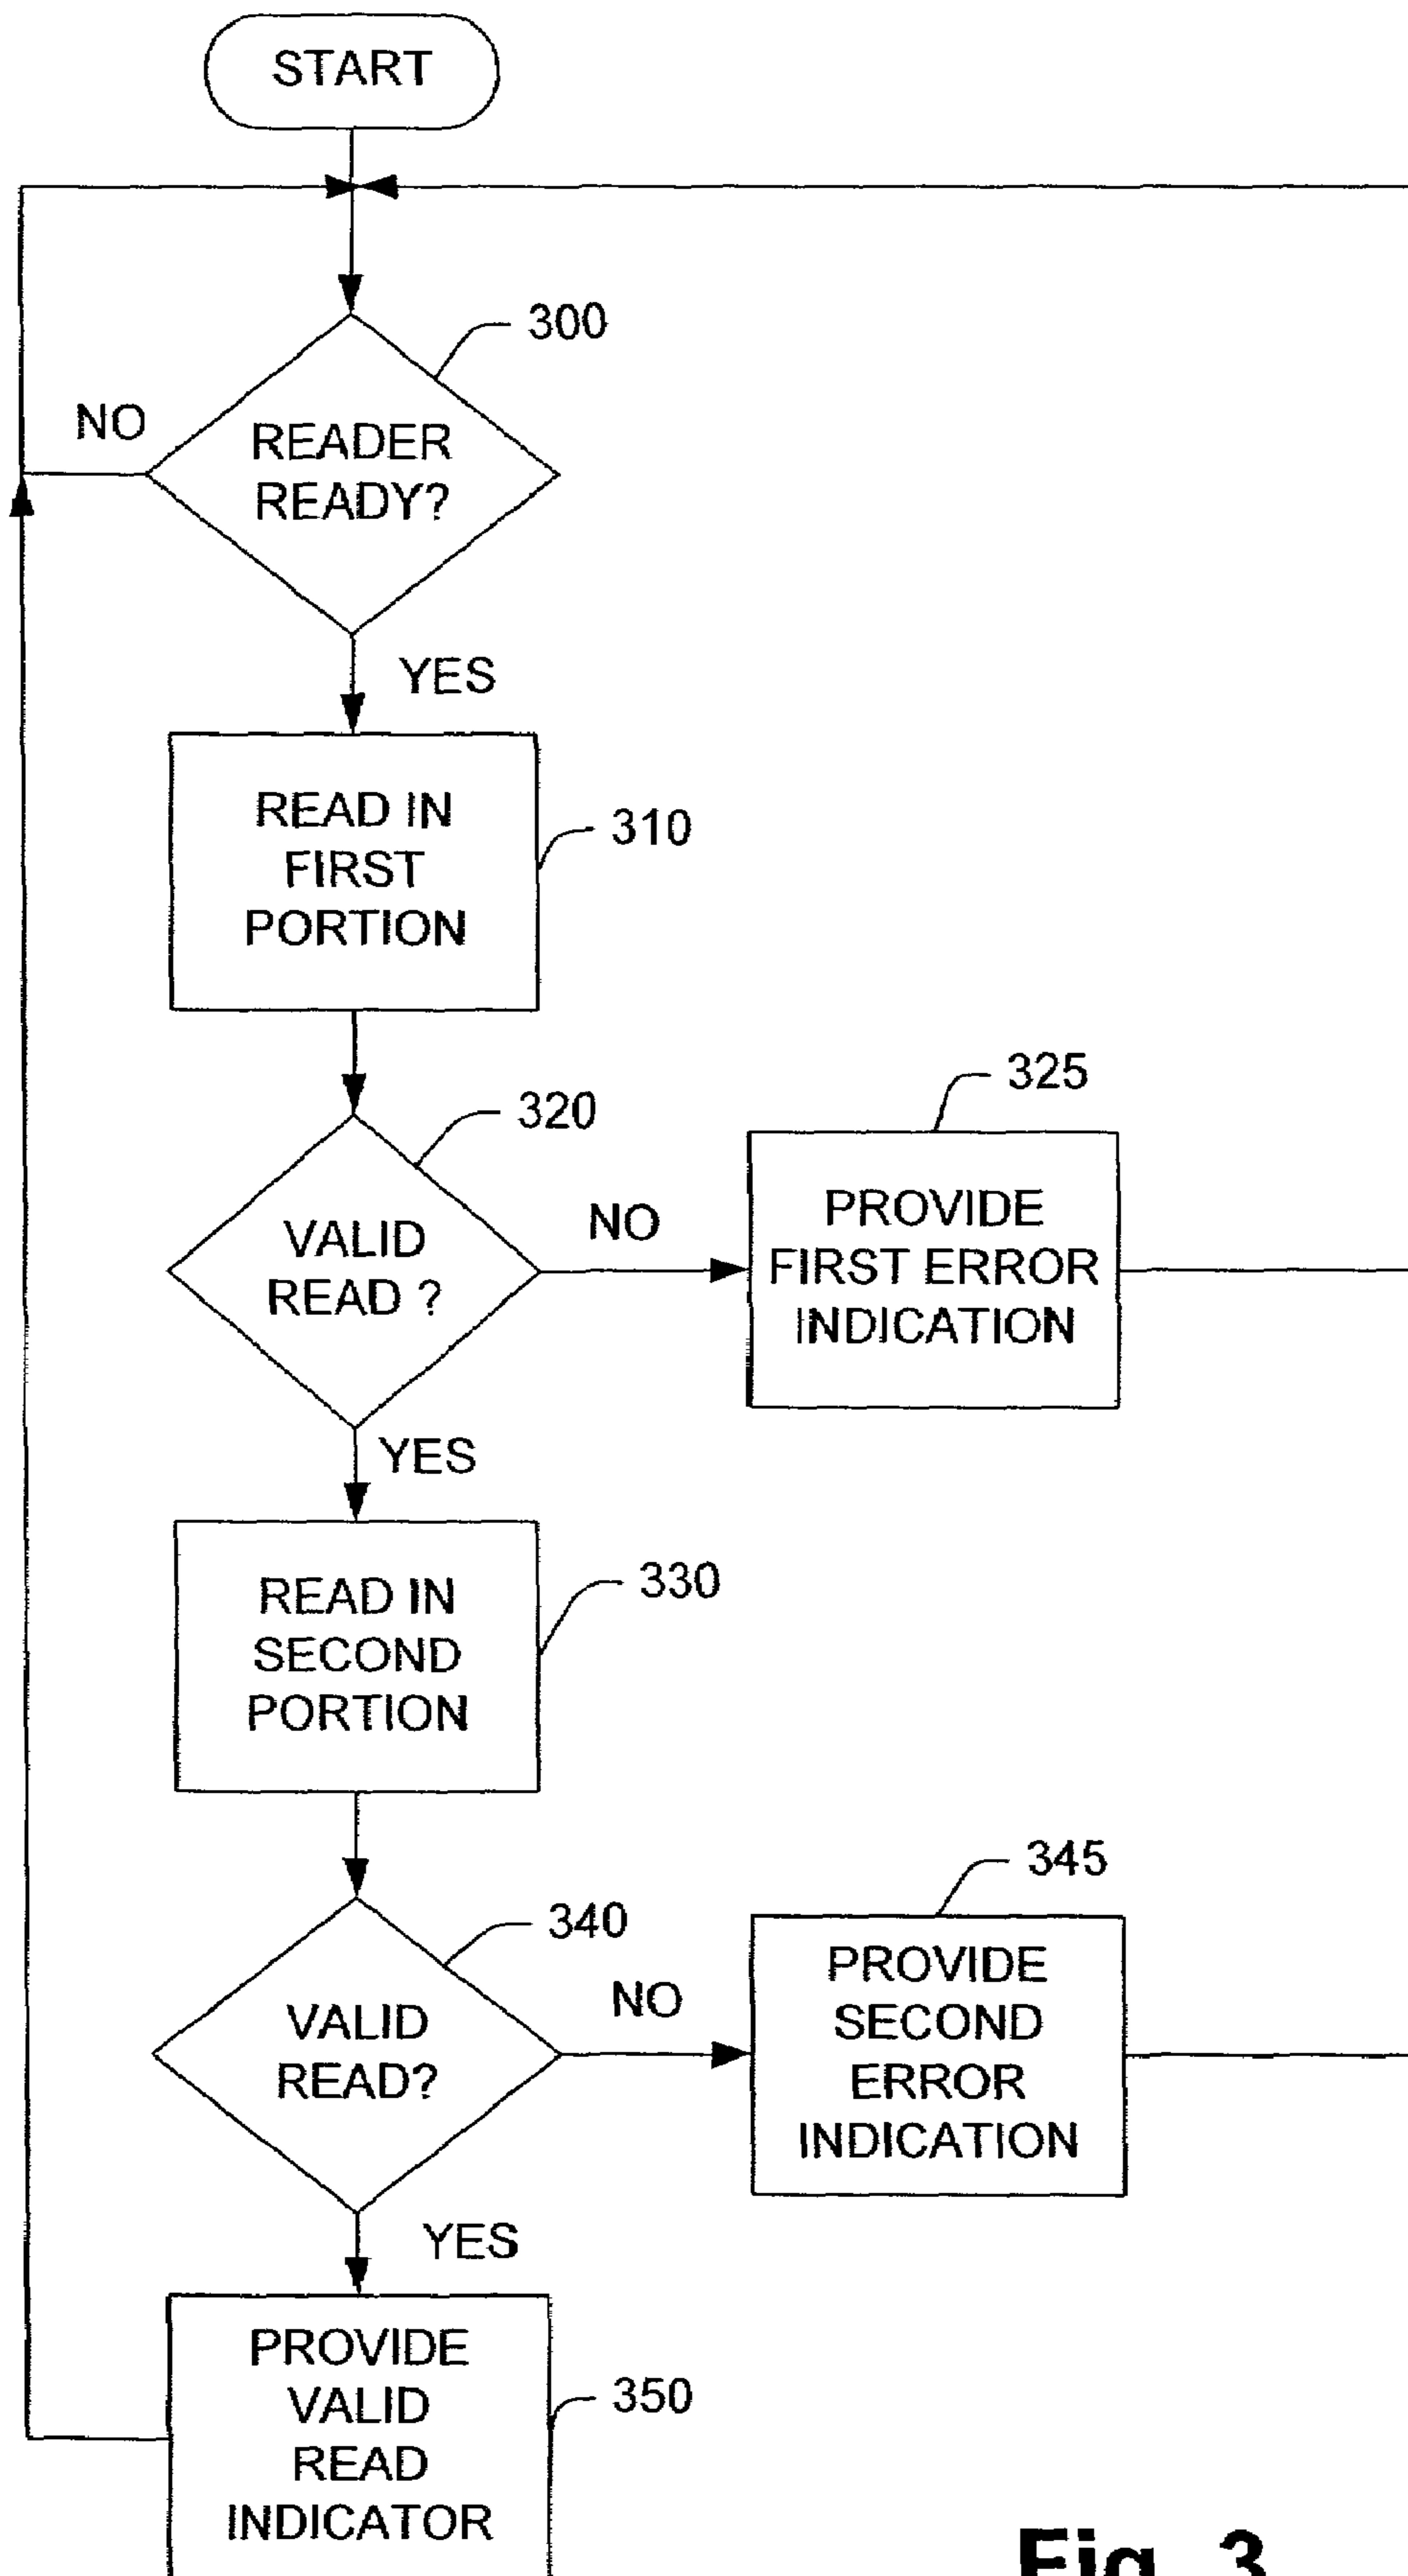 START
300
NO
READER
READY?
YES
READ IN
FIRST
PORTION
310
320
VALID
READ ?
NO
325
PROVIDE
FIRST ERROR
INDICATION
YES
READ IN
SECOND
PORTION
330
340
VALID
READ?
NO
345
PROVIDE
SECOND
ERROR
INDICATION
YES
PROVIDE
VALID
READ
INDICATOR
350
Fig. 3